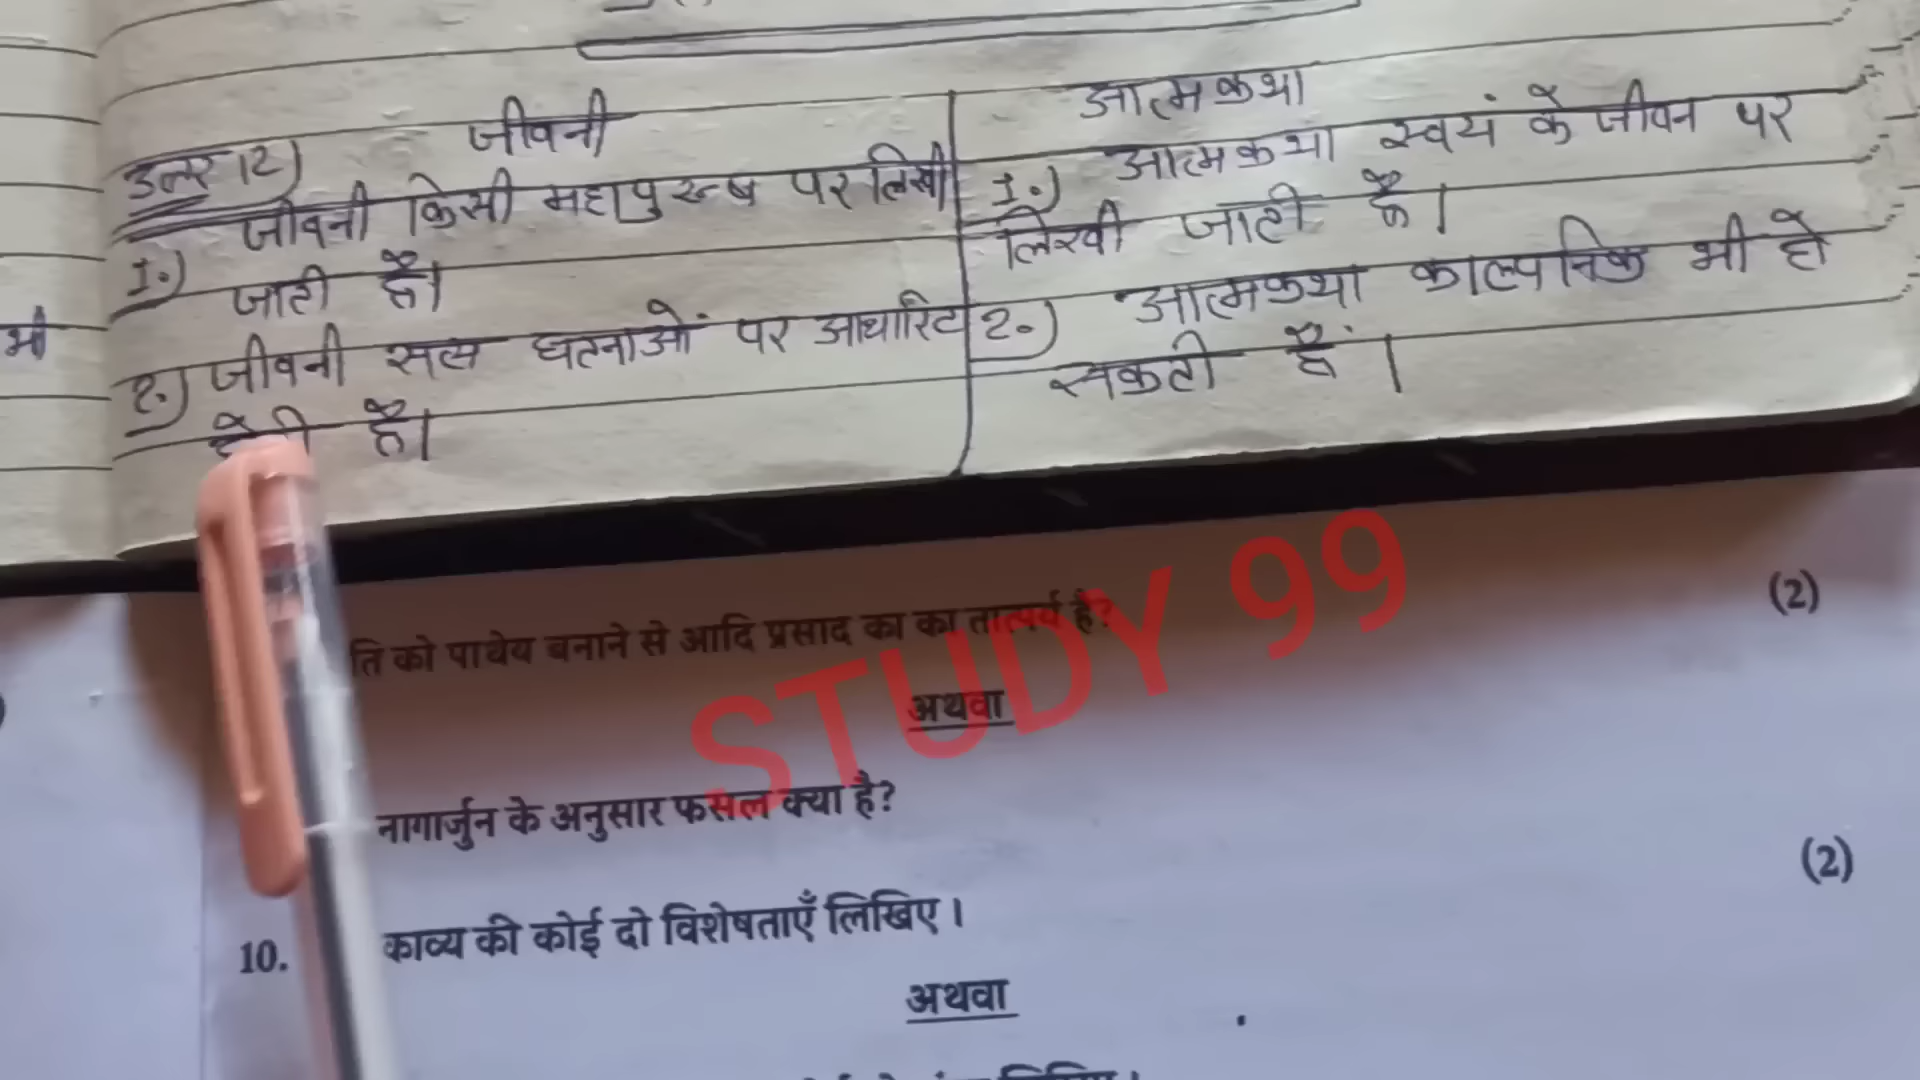 भी
जीवनी
उत्तर 12)
1.) जीवनी किसी महापुरूष पर लिखी
जाती है।
2.) जीवनी सत्य घटनाओं पर आधारित
होती है।
आत्मकथा
1.) आत्मकथा स्वयं के जीवन पर
लिखी जाती है।
2.) आत्मकथा काल्पनिक भी हो
सकती हैं।
ति को पाथेय बनाने से आदि प्रसाद का का तात्पर्य है? (2)
अथवा
नागार्जुन के अनुसार फसल क्या है?
10. काव्य की कोई दो विशेषताएँ लिखिए। (2)
अथवा
STUDY 99